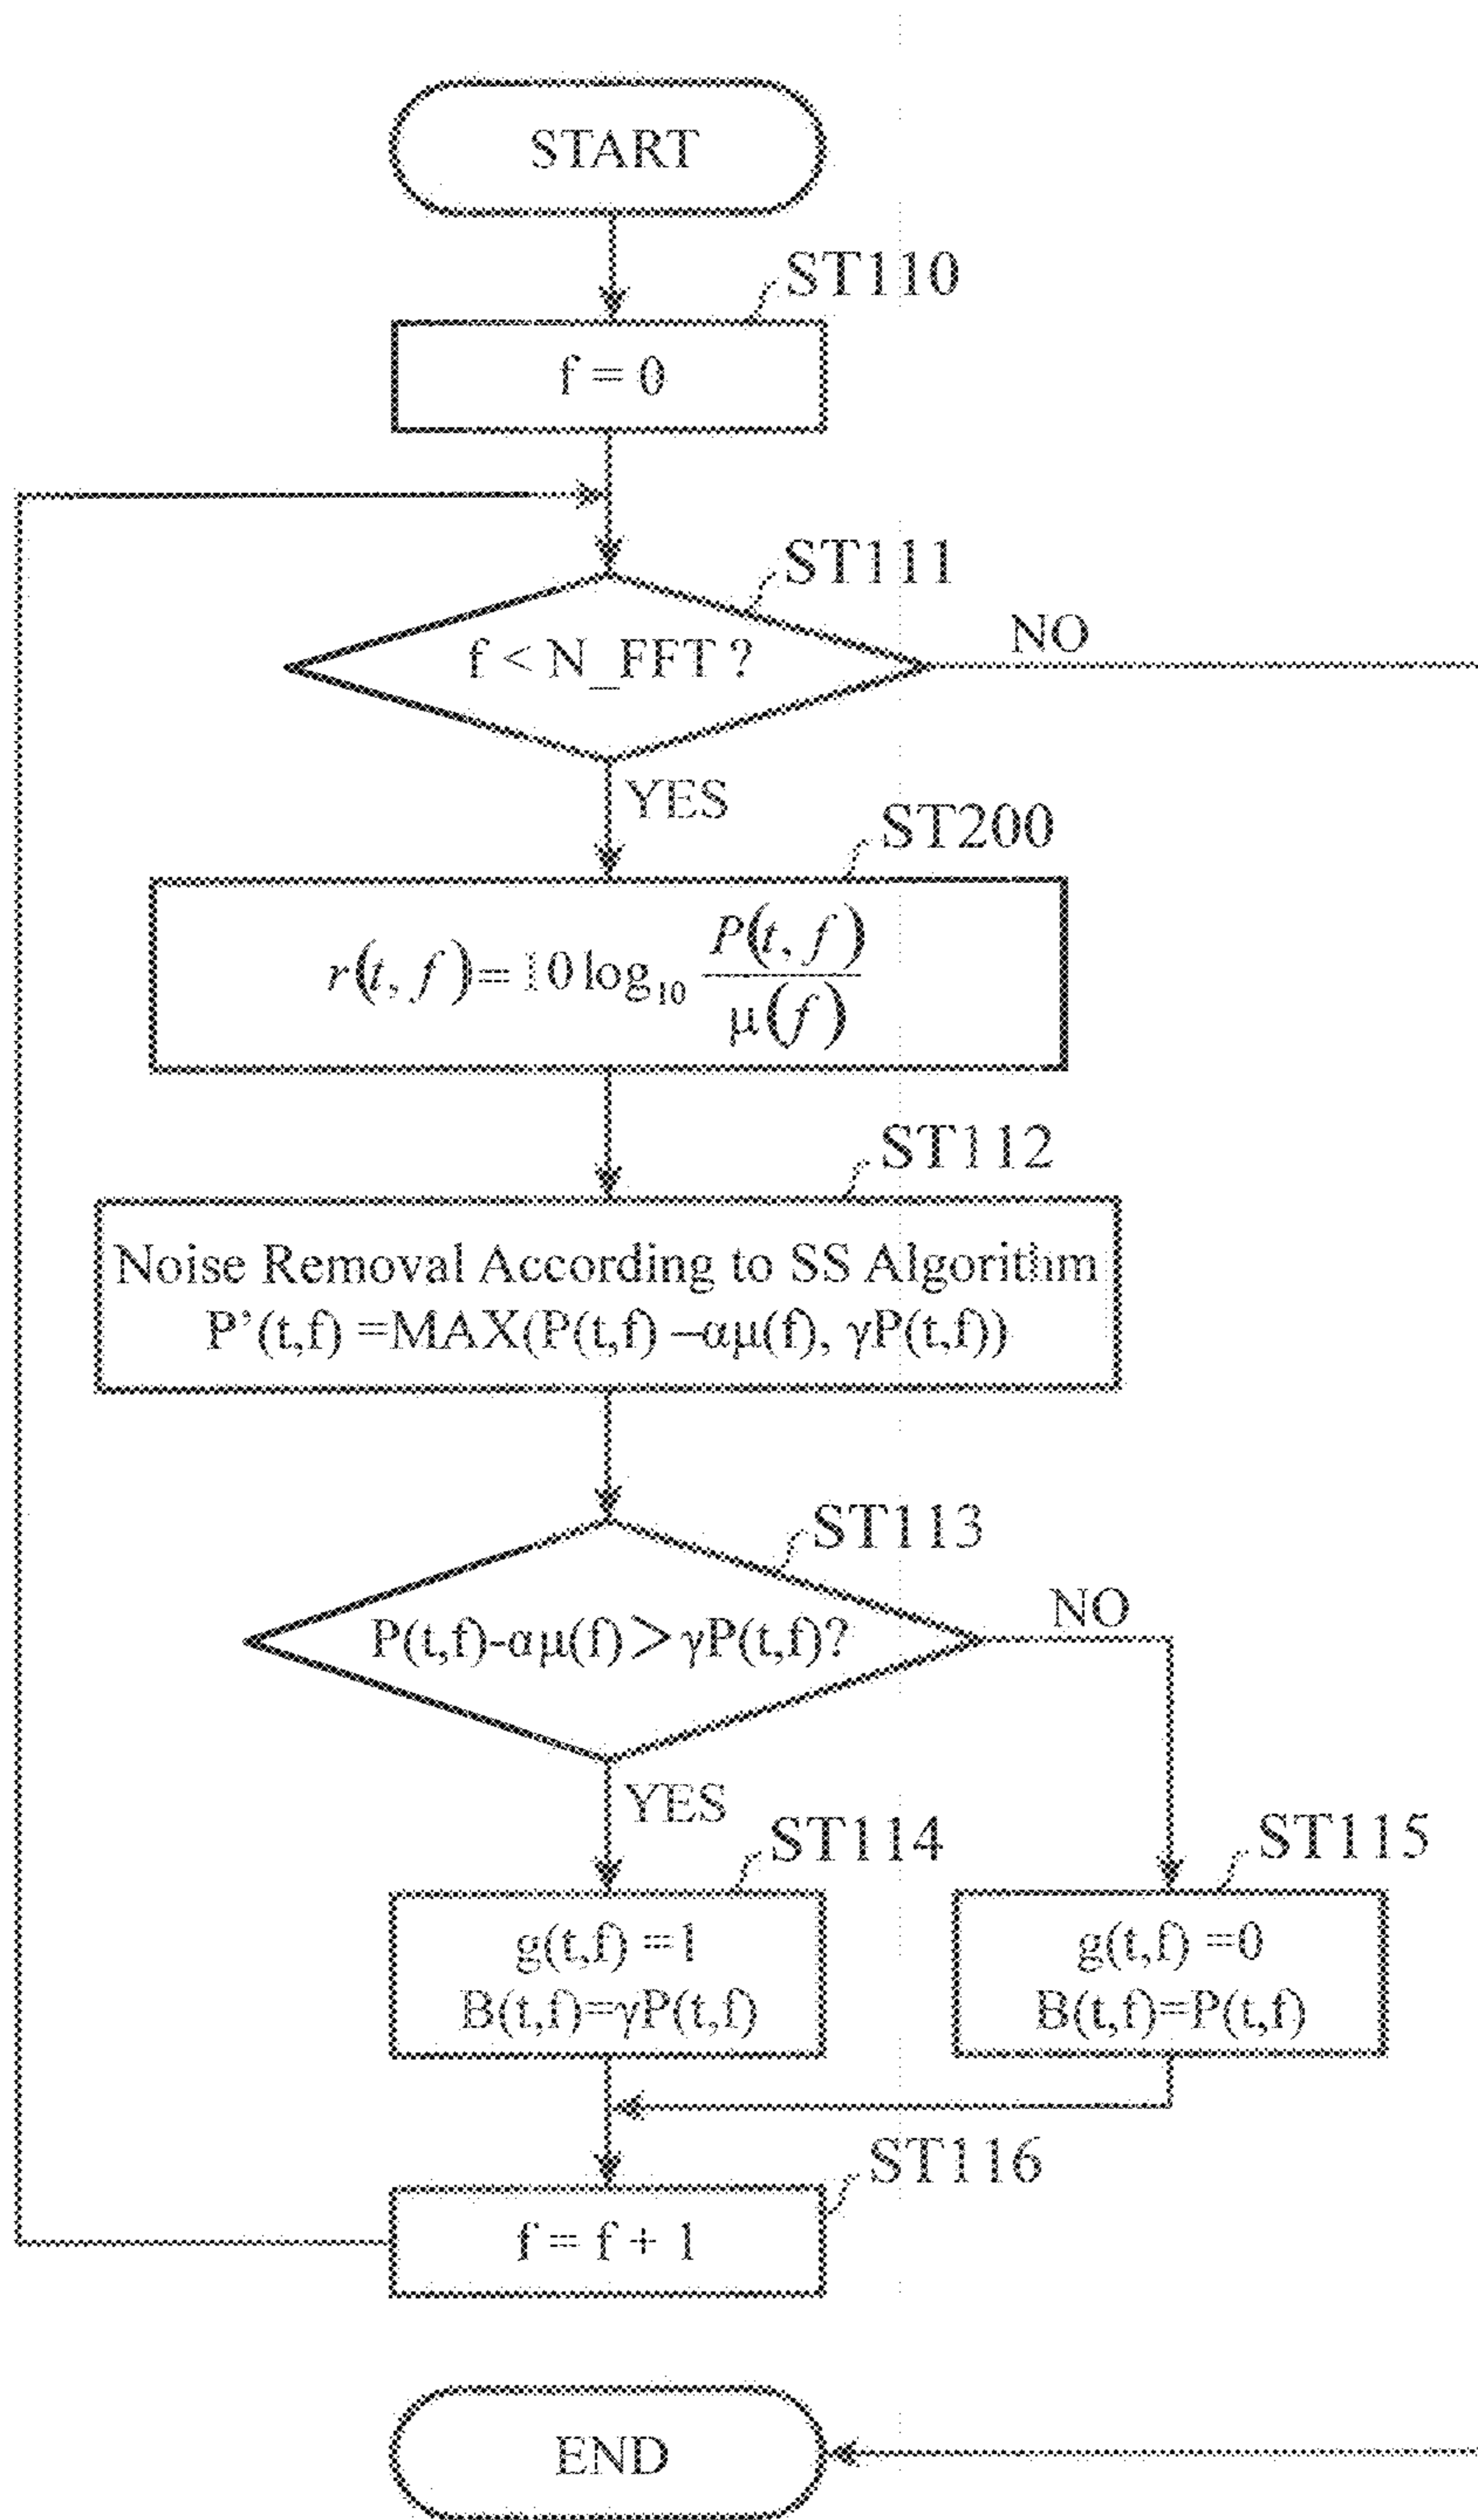 START
ST110
f = 0
ST111
f < N_FFT ?
NO
YES
ST200
r(t, f) = 10 log₁₀ P(t, f) / μ(f)
ST112
Noise Removal According to SS Algorithm
P’(t,f) =MAX(P(t,f) –αμ(f), γP(t,f))
ST113
P(t,f)-αμ(f)>γP(t,f)?
NO
YES
ST114
ST115
g(t,f) =1
B(t,f)=γP(t,f)
g(t,f) =0
B(t,f)=P(t,f)
ST116
f = f + 1
END